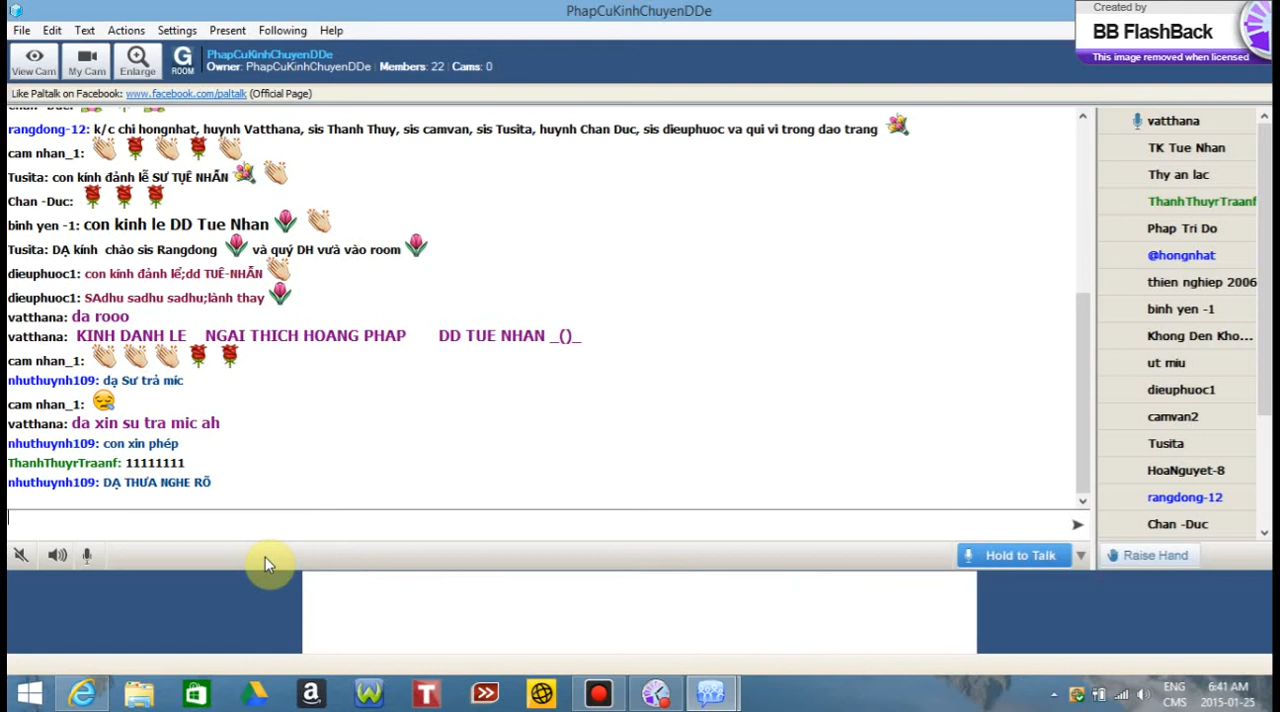 PhapCuKinhChuyenDDe
Created by
BB FlashBack
This image removed when licensed
File Edit Text Actions Settings Present Following Help
View Cam My Cam Enlarge G ROOM
PhapCuKinhChuyenDDe
Owner: PhapCuKinhChuyenDDe Members: 22 Cams: 0
Like Paltalk on Facebook: www.facebook.com/paltalk (Official Page)
Chan -Duc:
rangdong-12: k/c chi hongnhat, huynh Vatthana, sis Thanh Thuy, sis camvan, sis Tusita, huynh Chan Duc, sis dieuphuoc va qui vi trong dao trang
cam nhan_1:
Tusita: con kính đảnh lễ SƯ TỤÊ NHẪN
Chan -Duc:
binh yen -1: con kinh le DD Tue Nhan
Tusita: DẠ kính chào sis Rangdong và quý DH vưà vào room
dieuphuoc1: con kính đảnh lể;dd TUÊ-NHẪN
dieuphuoc1: SAdhu sadhu sadhu;lành thay
vatthana: da rooo
vatthana: KINH DANH LE NGAI THICH HOANG PHAP DD TUE NHAN _()_
cam nhan_1:
nhuthuynh109: dạ Sư trả míc
cam nhan_1:
vatthana: da xin su tra mic ah
nhuthuynh109: con xin phép
ThanhThuyrTraanf: 11111111
nhuthuynh109: DẠ THƯA NGHE RÕ
Hold to Talk
vatthana
TK Tue Nhan
Thy an lac
ThanhThuyrTraanf
Phap Tri Do
@hongnhat
thien nghiep 2006
binh yen -1
Khong Den Kho...
ut miu
dieuphuoc1
camvan2
Tusita
HoaNguyet-8
rangdong-12
Chan -Duc
Raise Hand
ENG 6:41 AM
CMS 2015-01-25